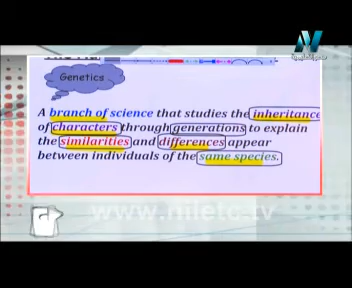 Genetics
A branch of science that studies the inheritance
of characters through generations to explain
the similarities and differences appear
between individuals of the same species.
www.niletc.tv